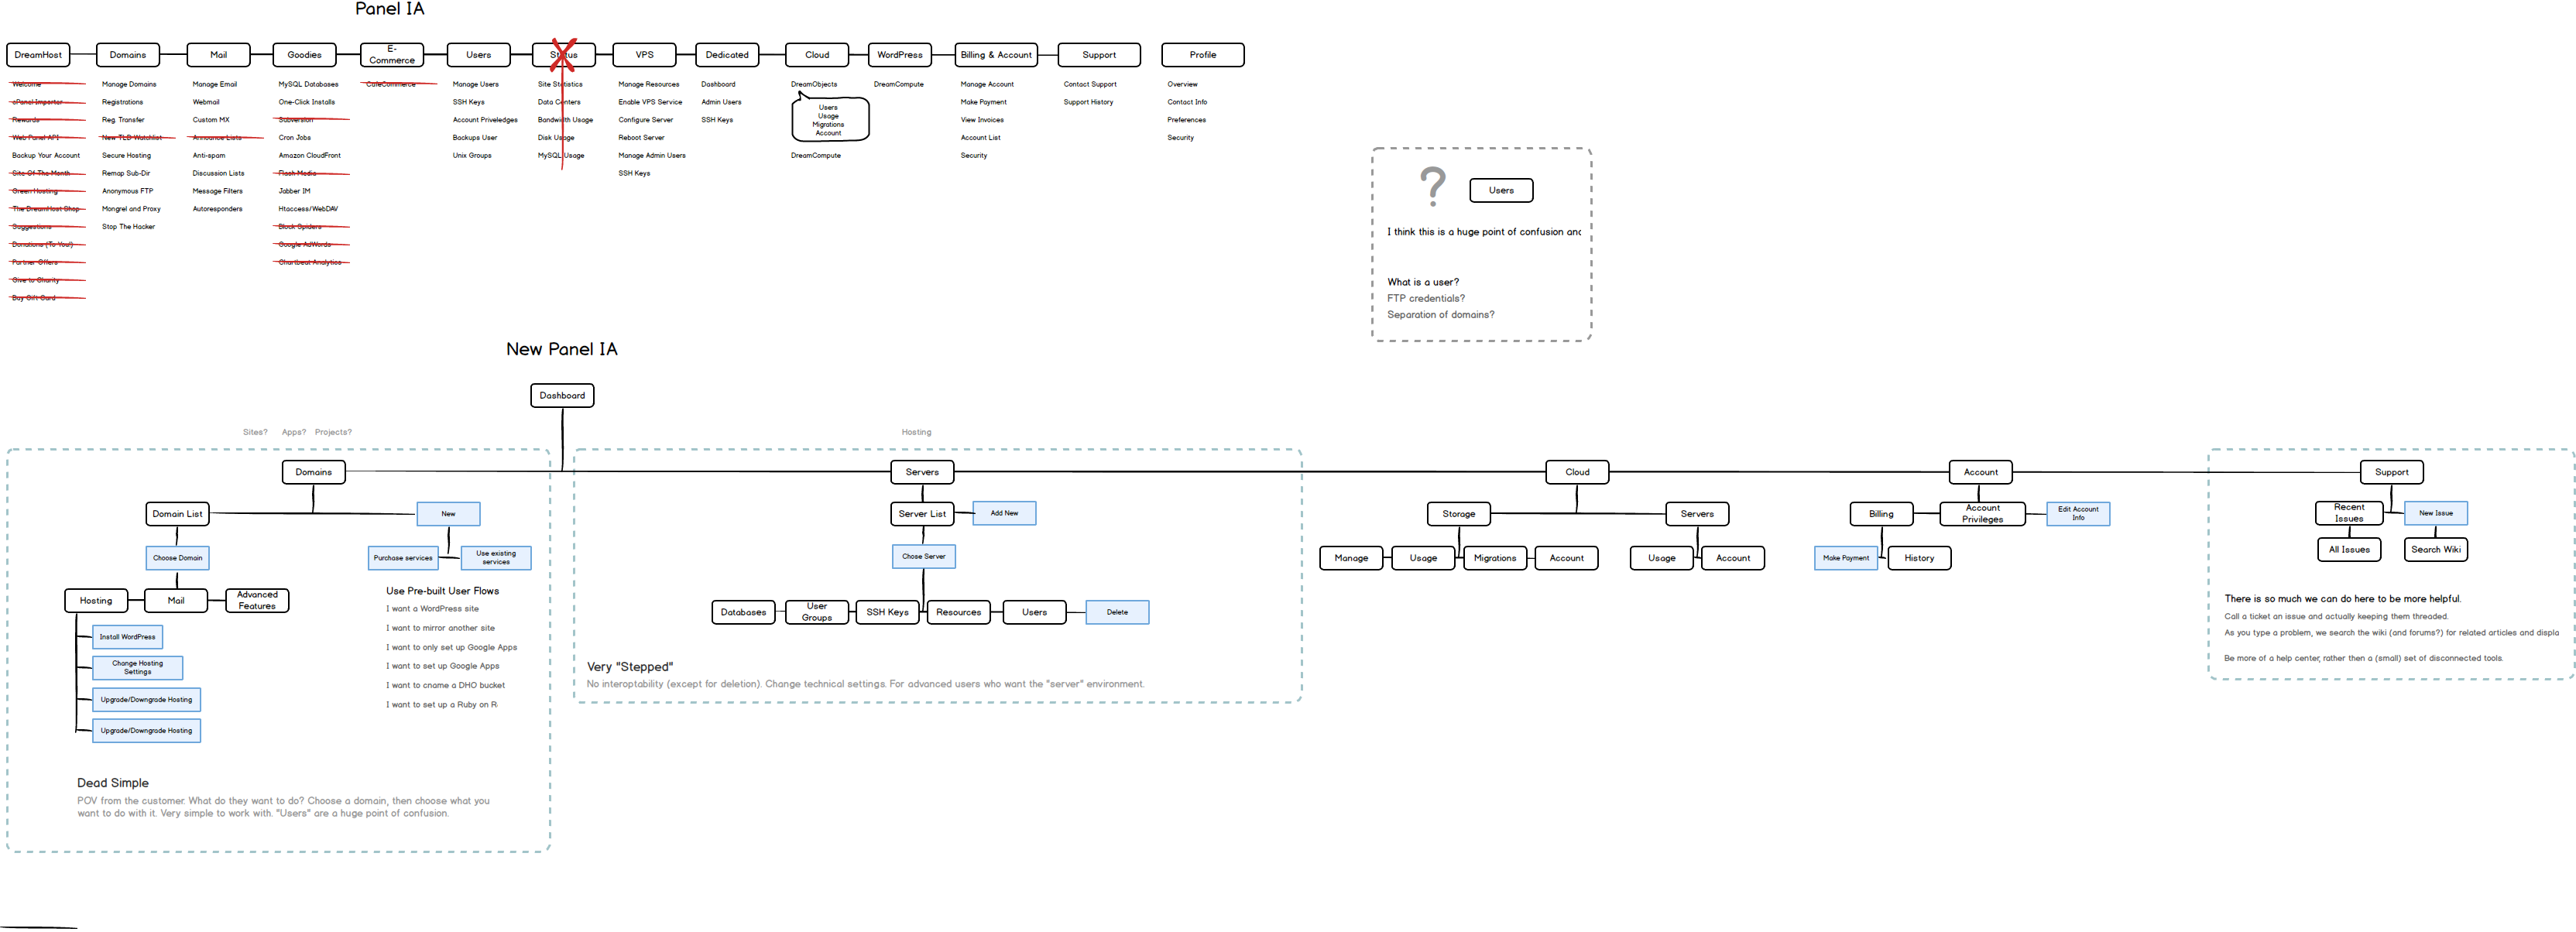 Panel IA
DreamHost
Domains
Mail
Goodies
E-
Commerce
Users
Status
VPS
Dedicated
Cloud
WordPress
Billing & Account
Support
Profile
Welcome
cPanel Importer
Rewards
Web Panel API
Backup Your Account
Site Of The Month
Green Hosting
The DreamHost Shop
Suggestions
Donations (To You!)
Partner Offers
Give to Charity
Buy Gift Card
Manage Domains
Registrations
Reg. Transfer
New TLD Watchlist
Secure Hosting
Remap Sub-Dir
Anonymous FTP
Mongrel and Proxy
Stop The Hacker
Manage Email
Webmail
Custom MX
Announce Lists
Anti-spam
Discussion Lists
Message Filters
Autoresponders
MySQL Databases
One-Click Installs
Subversion
Cron Jobs
Amazon CloudFront
Flash Media
Jabber IM
Htaccess/WebDAV
Block Spiders
Google AdWords
Chartbeat Analytics
CafeCommerce
Manage Users
SSH Keys
Account Priveledges
Backups User
Unix Groups
Site Statistics
Data Centers
Bandwidth Usage
Disk Usage
MySQL Usage
Manage Resources
Enable VPS Service
Configure Server
Reboot Server
Manage Admin Users
SSH Keys
Dashboard
Admin Users
SSH Keys
DreamObjects
Users
Usage
Migrations
Account
DreamCompute
DreamCompute
Manage Account
Make Payment
View Invoices
Account List
Security
Contact Support
Support History
Overview
Contact Info
Preferences
Security
?
Users
I think this is a huge point of confusion and
What is a user?
FTP credentials?
Separation of domains?
New Panel IA
Dashboard
Sites? Apps? Projects?
Hosting
Domains
Domain List
New
Choose Domain
Purchase services
Use existing
services
Hosting
Mail
Advanced
Features
Install WordPress
Change Hosting
Settings
Upgrade/Downgrade Hosting
Upgrade/Downgrade Hosting
Use Pre-built User Flows
I want a WordPress site
I want to mirror another site
I want to only set up Google Apps
I want to set up Google Apps
I want to cname a DHO bucket
I want to set up a Ruby on R
Dead Simple
POV from the customer. What do they want to do? Choose a domain, then choose what you
want to do with it. Very simple to work with. "Users" are a huge point of confusion.
Servers
Server List
Add New
Chose Server
Databases
User
Groups
SSH Keys
Resources
Users
Delete
Very "Stepped"
No interoptability (except for deletion). Change technical settings. For advanced users who want the "server" environment.
Cloud
Storage
Servers
Manage
Usage
Migrations
Account
Usage
Account
Account
Billing
Account
Privileges
Edit Account
Info
Make Payment
History
Support
Recent
Issues
New Issue
All Issues
Search Wiki
There is so much we can do here to be more helpful.
Call a ticket an issue and actually keeping them threaded.
As you type a problem, we search the wiki (and forums?) for related articles and displa
Be more of a help center, rather then a (small) set of disconnected tools.